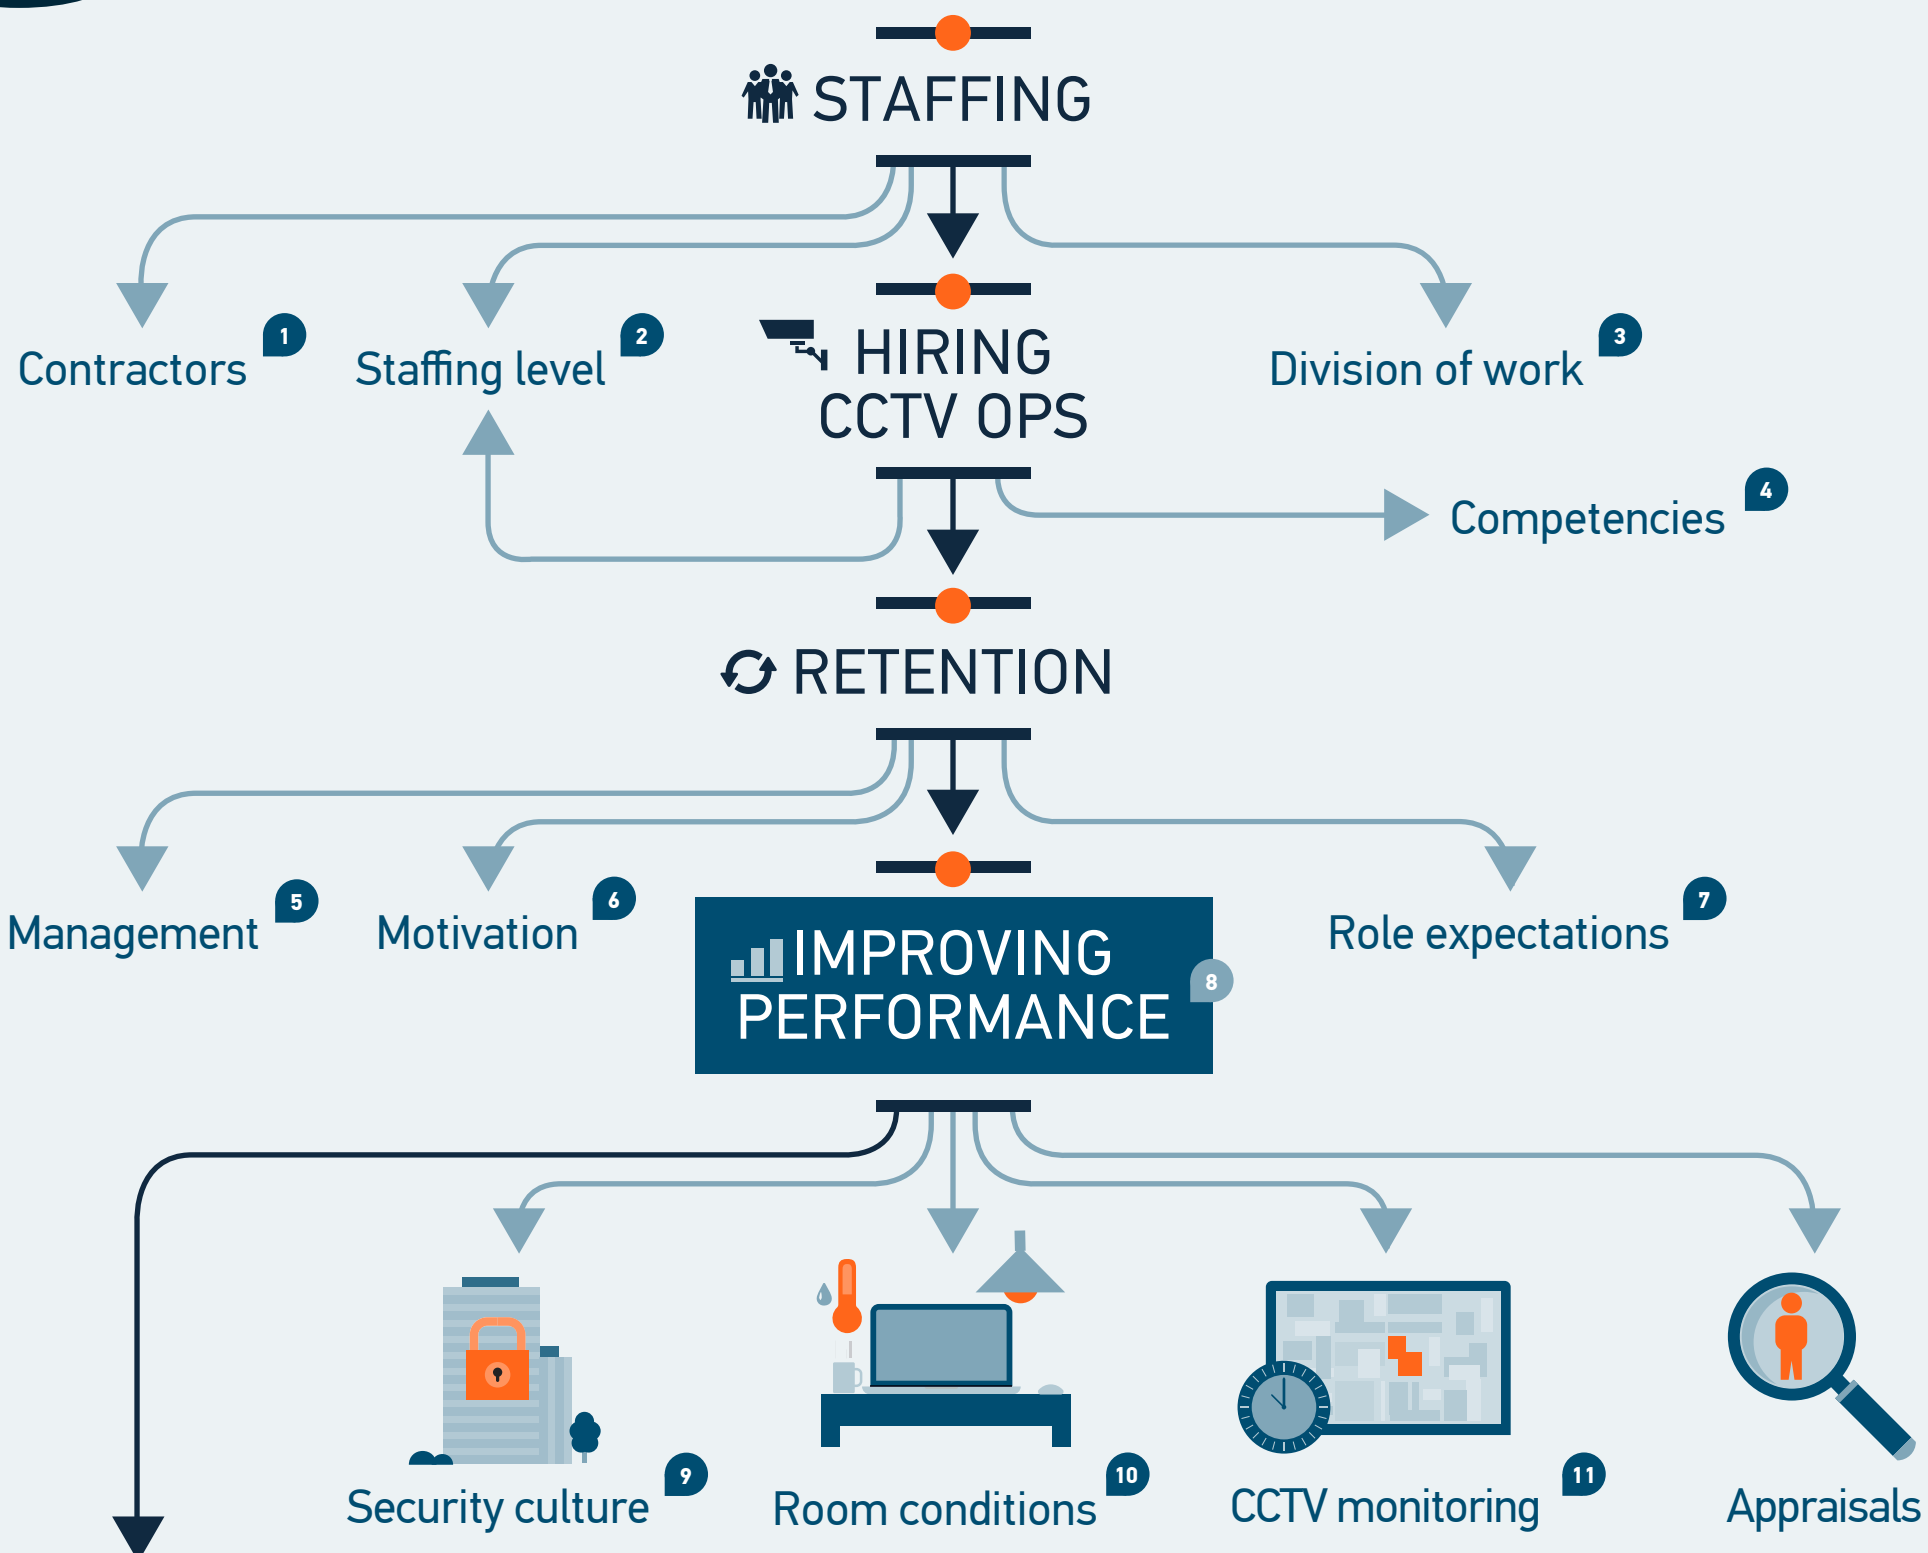 STAFFING
Contractors 1
Staffing level 2
Division of work 3
HIRING
CCTV OPS
Competencies 4
RETENTION
Management 5
Motivation 6
Role expectations 7
IMPROVING
PERFORMANCE 8
Security culture 9
Room conditions 10
CCTV monitoring 11
Appraisals